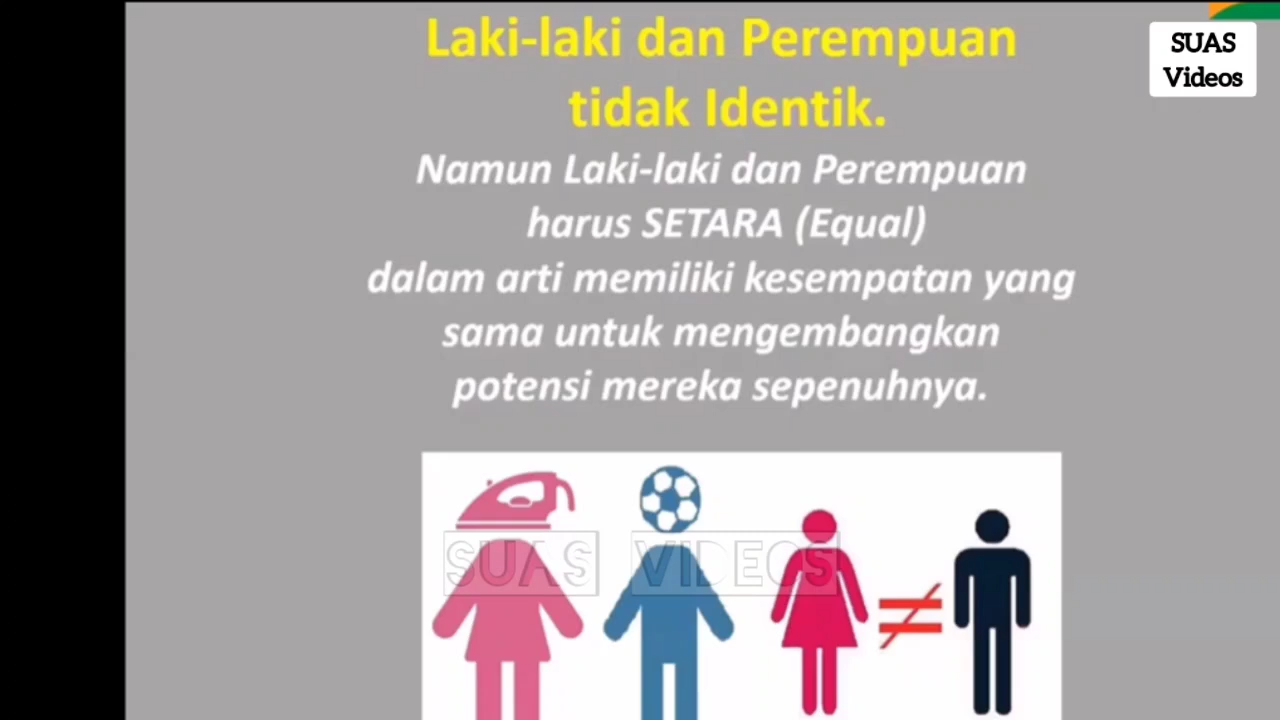 Laki-laki dan Perempuan
tidak Identik.
Namun Laki-laki dan Perempuan
harus SETARA (Equal)
dalam arti memiliki kesempatan yang
sama untuk mengembangkan
potensi mereka sepenuhnya.
SUAS
Videos
SUAS VIDEOS